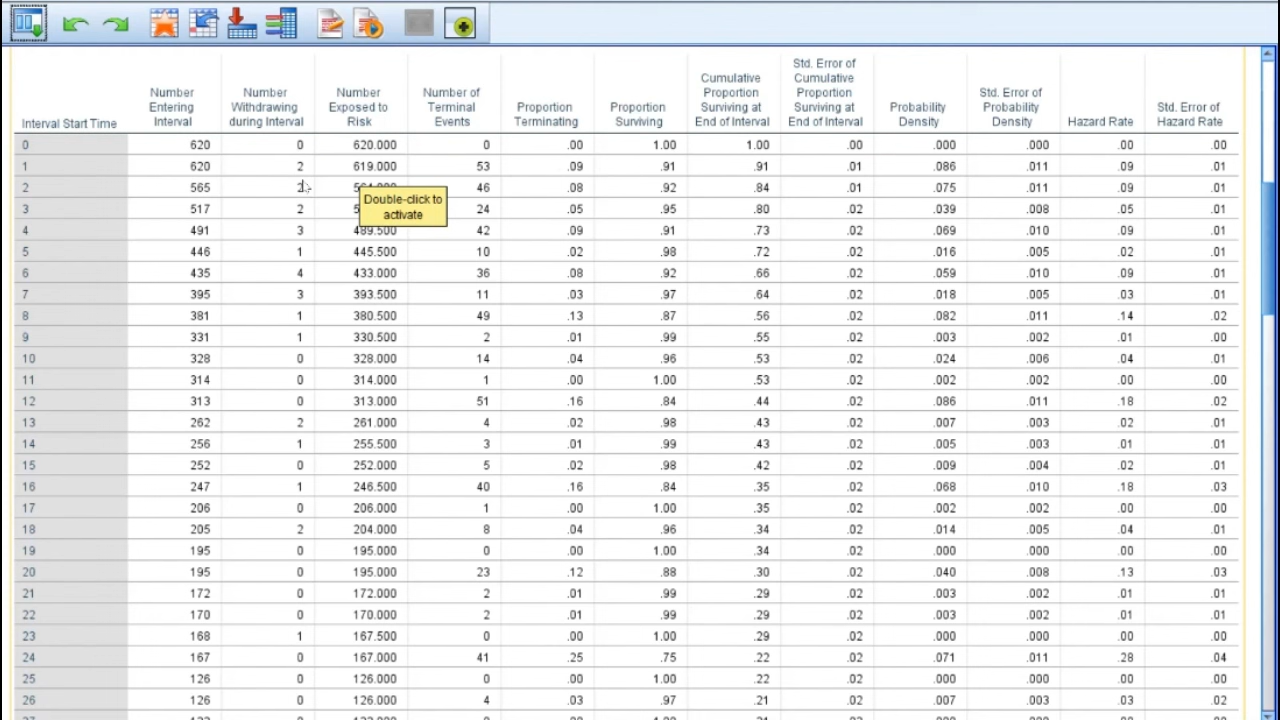 Interval Start Time
Number
Entering
Interval
Number
Withdrawing
during Interval
Number
Exposed to
Risk
Number of
Terminal
Events
Proportion
Terminating
Proportion
Surviving
Cumulative
Proportion
Surviving at
End of Interval
Std. Error of
Cumulative
Proportion
Surviving at
End of Interval
Probability
Density
Std. Error of
Probability
Density
Hazard Rate
Std. Error of
Hazard Rate
0 620 0 620.000 0 .00 1.00 1.00 .00 .000 .000 .00 .00
1 620 2 619.000 53 .09 .91 .91 .01 .086 .011 .09 .01
2 565 2 46 .08 .92 .84 .01 .075 .011 .09 .01
Double-click to
activate
3 517 2 24 .05 .95 .80 .02 .039 .008 .05 .01
4 491 3 489.500 42 .09 .91 .73 .02 .069 .010 .09 .01
5 446 1 445.500 10 .02 .98 .72 .02 .016 .005 .02 .01
6 435 4 433.000 36 .08 .92 .66 .02 .059 .010 .09 .01
7 395 3 393.500 11 .03 .97 .64 .02 .018 .005 .03 .01
8 381 1 380.500 49 .13 .87 .56 .02 .082 .011 .14 .02
9 331 1 330.500 2 .01 .99 .55 .02 .003 .002 .01 .00
10 328 0 328.000 14 .04 .96 .53 .02 .024 .006 .04 .01
11 314 0 314.000 1 .00 1.00 .53 .02 .002 .002 .00 .00
12 313 0 313.000 51 .16 .84 .44 .02 .086 .011 .18 .02
13 262 2 261.000 4 .02 .98 .43 .02 .007 .003 .02 .01
14 256 1 255.500 3 .01 .99 .43 .02 .005 .003 .01 .01
15 252 0 252.000 5 .02 .98 .42 .02 .009 .004 .02 .01
16 247 1 246.500 40 .16 .84 .35 .02 .068 .010 .18 .03
17 206 0 206.000 1 .00 1.00 .35 .02 .002 .002 .00 .00
18 205 2 204.000 8 .04 .96 .34 .02 .014 .005 .04 .01
19 195 0 195.000 0 .00 1.00 .34 .02 .000 .000 .00 .00
20 195 0 195.000 23 .12 .88 .30 .02 .040 .008 .13 .03
21 172 0 172.000 2 .01 .99 .29 .02 .003 .002 .01 .01
22 170 0 170.000 2 .01 .99 .29 .02 .003 .002 .01 .01
23 168 1 167.500 0 .00 1.00 .29 .02 .000 .000 .00 .00
24 167 0 167.000 41 .25 .75 .22 .02 .071 .011 .28 .04
25 126 0 126.000 0 .00 1.00 .22 .02 .000 .000 .00 .00
26 126 0 126.000 4 .03 .97 .21 .02 .007 .003 .03 .02